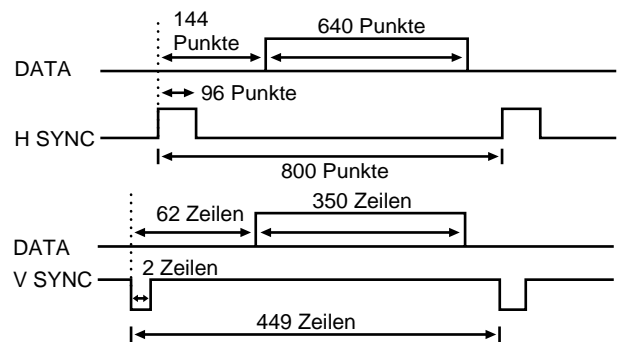 144
Punkte
640 Punkte
DATA
96 Punkte
H SYNC
800 Punkte
62 Zeilen
350 Zeilen
DATA
2 Zeilen
V SYNC
449 Zeilen